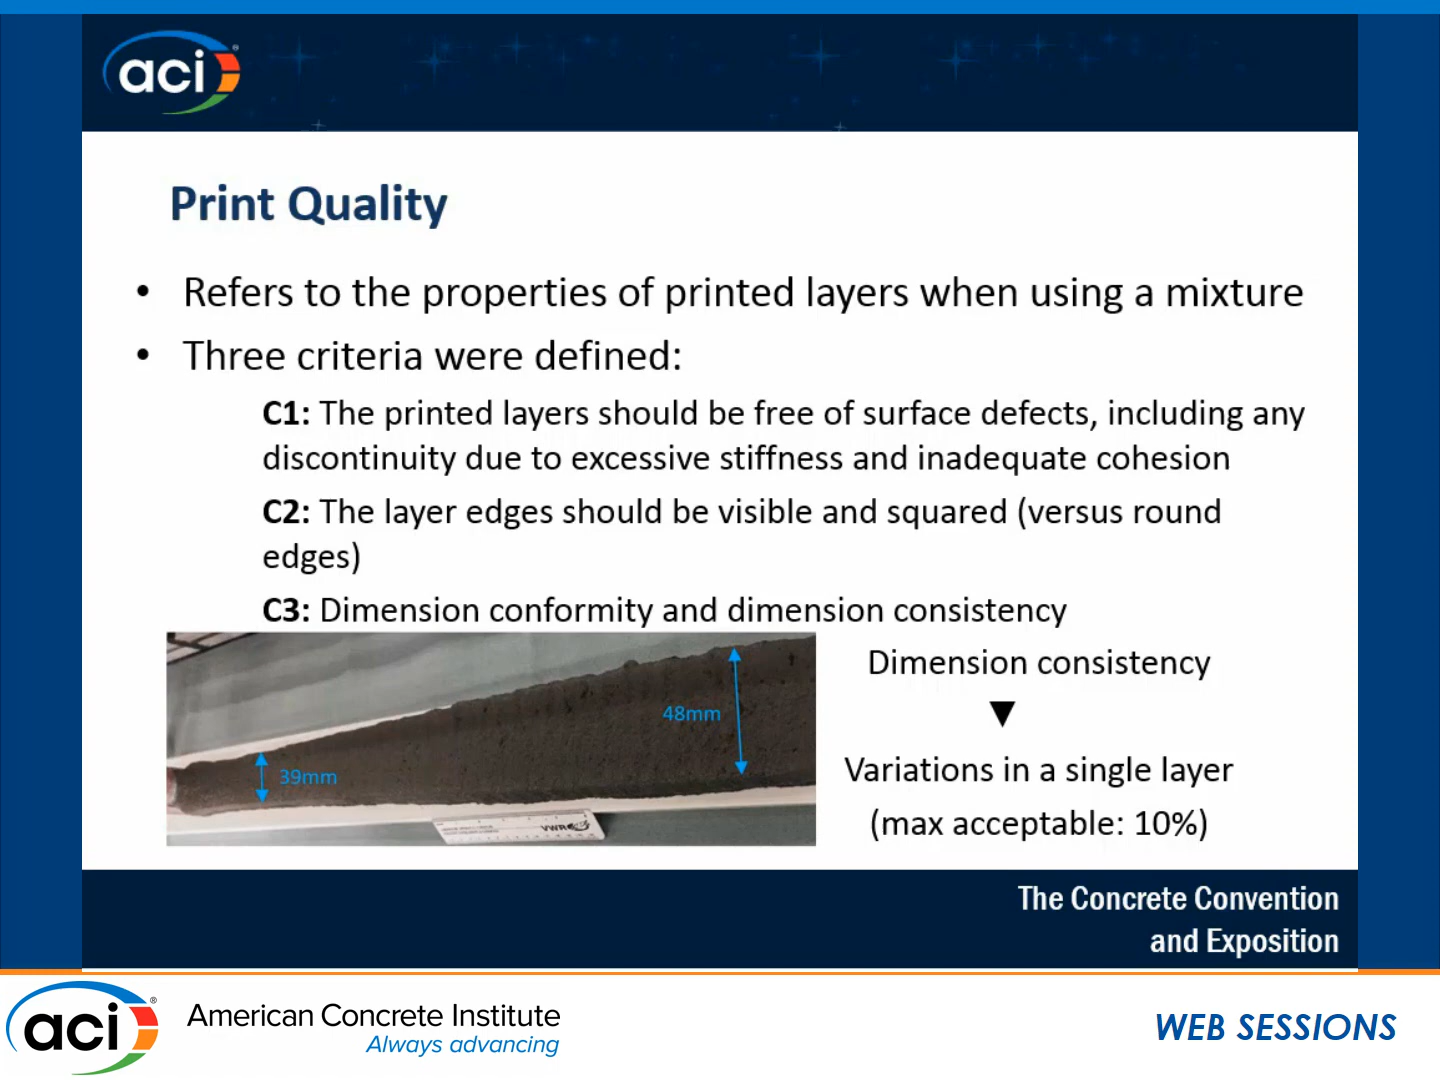 aci®
Print Quality
• Refers to the properties of printed layers when using a mixture
• Three criteria were defined:
C1: The printed layers should be free of surface defects, including any
discontinuity due to excessive stiffness and inadequate cohesion
C2: The layer edges should be visible and squared (versus round
edges)
C3: Dimension conformity and dimension consistency
48mm
39mm
VWR
Dimension consistency
▼
Variations in a single layer
(max acceptable: 10%)
The Concrete Convention
and Exposition
aci®
American Concrete Institute
Always advancing
WEB SESSIONS